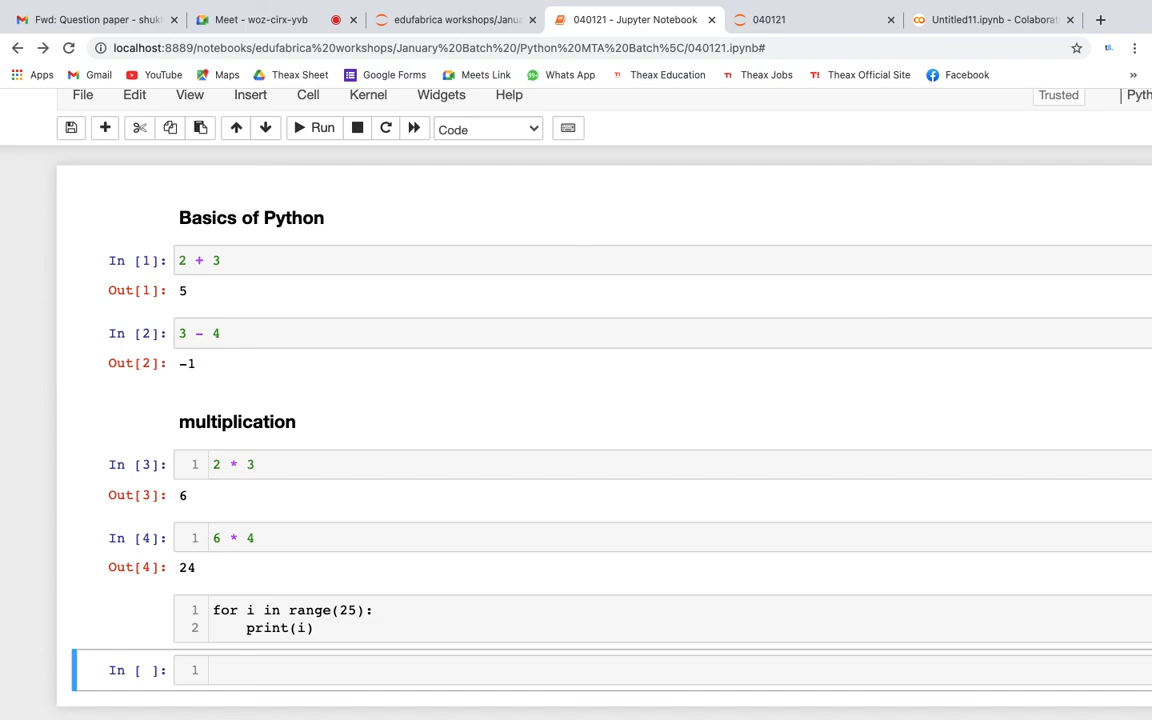 Fwd: Question paper - shukl
Meet - woz-cirx-yvb
edufabrica workshops/Janua
040121 - Jupyter Notebook
040121
Untitled11.ipynb - Colaborat
localhost:8889/notebooks/edufabrica%20workshops/January%20Batch%20/Python%20MTA%20Batch%5C/040121.ipynb#
Apps
Gmail
YouTube
Maps
Theax Sheet
Google Forms
Meets Link
Whats App
Theax Education
Theax Jobs
Theax Official Site
Facebook
»
File
Edit
View
Insert
Cell
Kernel
Widgets
Help
Trusted
Pyth
Run
Code
Basics of Python
In [1]: 2 + 3
Out[1]: 5
In [2]: 3 - 4
Out[2]: -1
multiplication
In [3]: 1 2 * 3
Out[3]: 6
In [4]: 1 6 * 4
Out[4]: 24
1 for i in range(25):
2 print(i)
In [ ]: 1